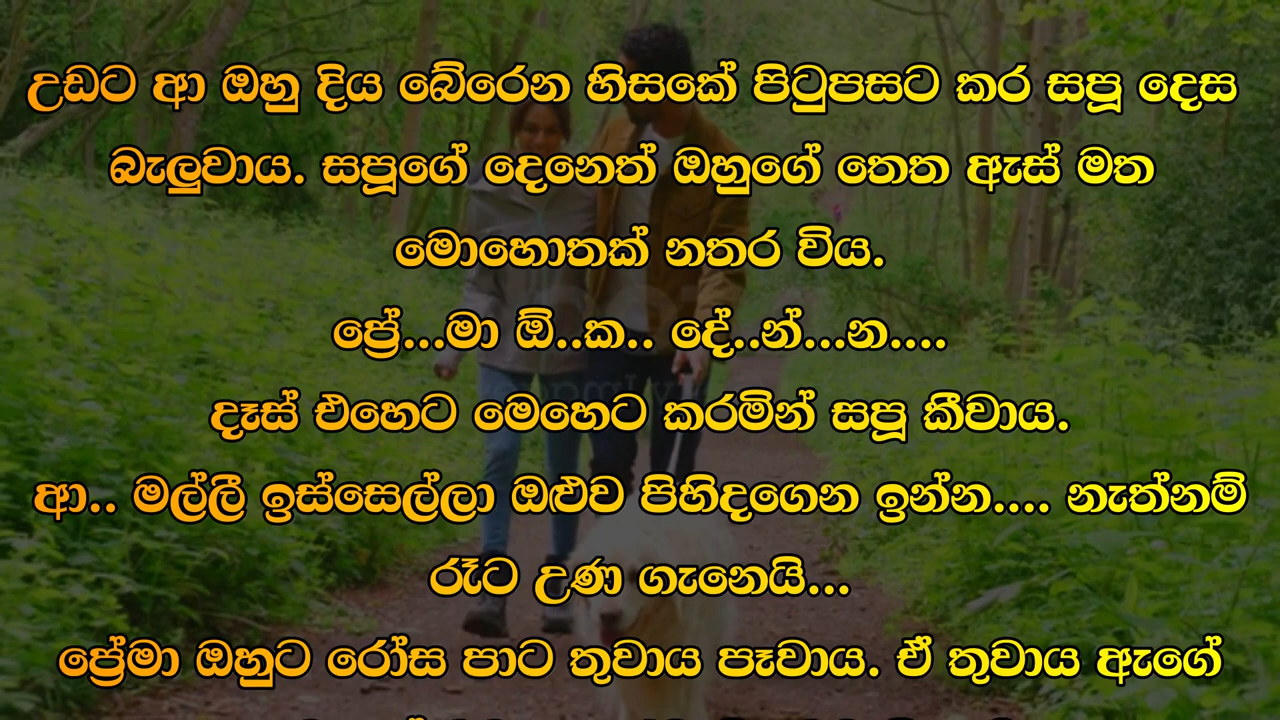 උඩට ආ ඔහු දිය බේරෙන හිසකේ පිටුපසට කර සපූ දෙස
බැලුවාය. සපූගේ දෙනෙත් ඔහුගේ තෙත ඇස් මත
මොහොතක් නතර විය.
ප්‍රේ...මා ඕ..ක.. දේ..න්...න....
දෑස් එහෙට මෙහෙට කරමින් සපූ කීවාය.
ආ.. මල්ලී ඉස්සෙල්ලා ඔළුව පිහිදගෙන ඉන්න.... නැත්නම්
රෑට උණ ගැනෙයි...
ප්‍රේමා ඔහුට රෝස පාට තුවාය පෑවාය. ඒ තුවාය ඇගේ